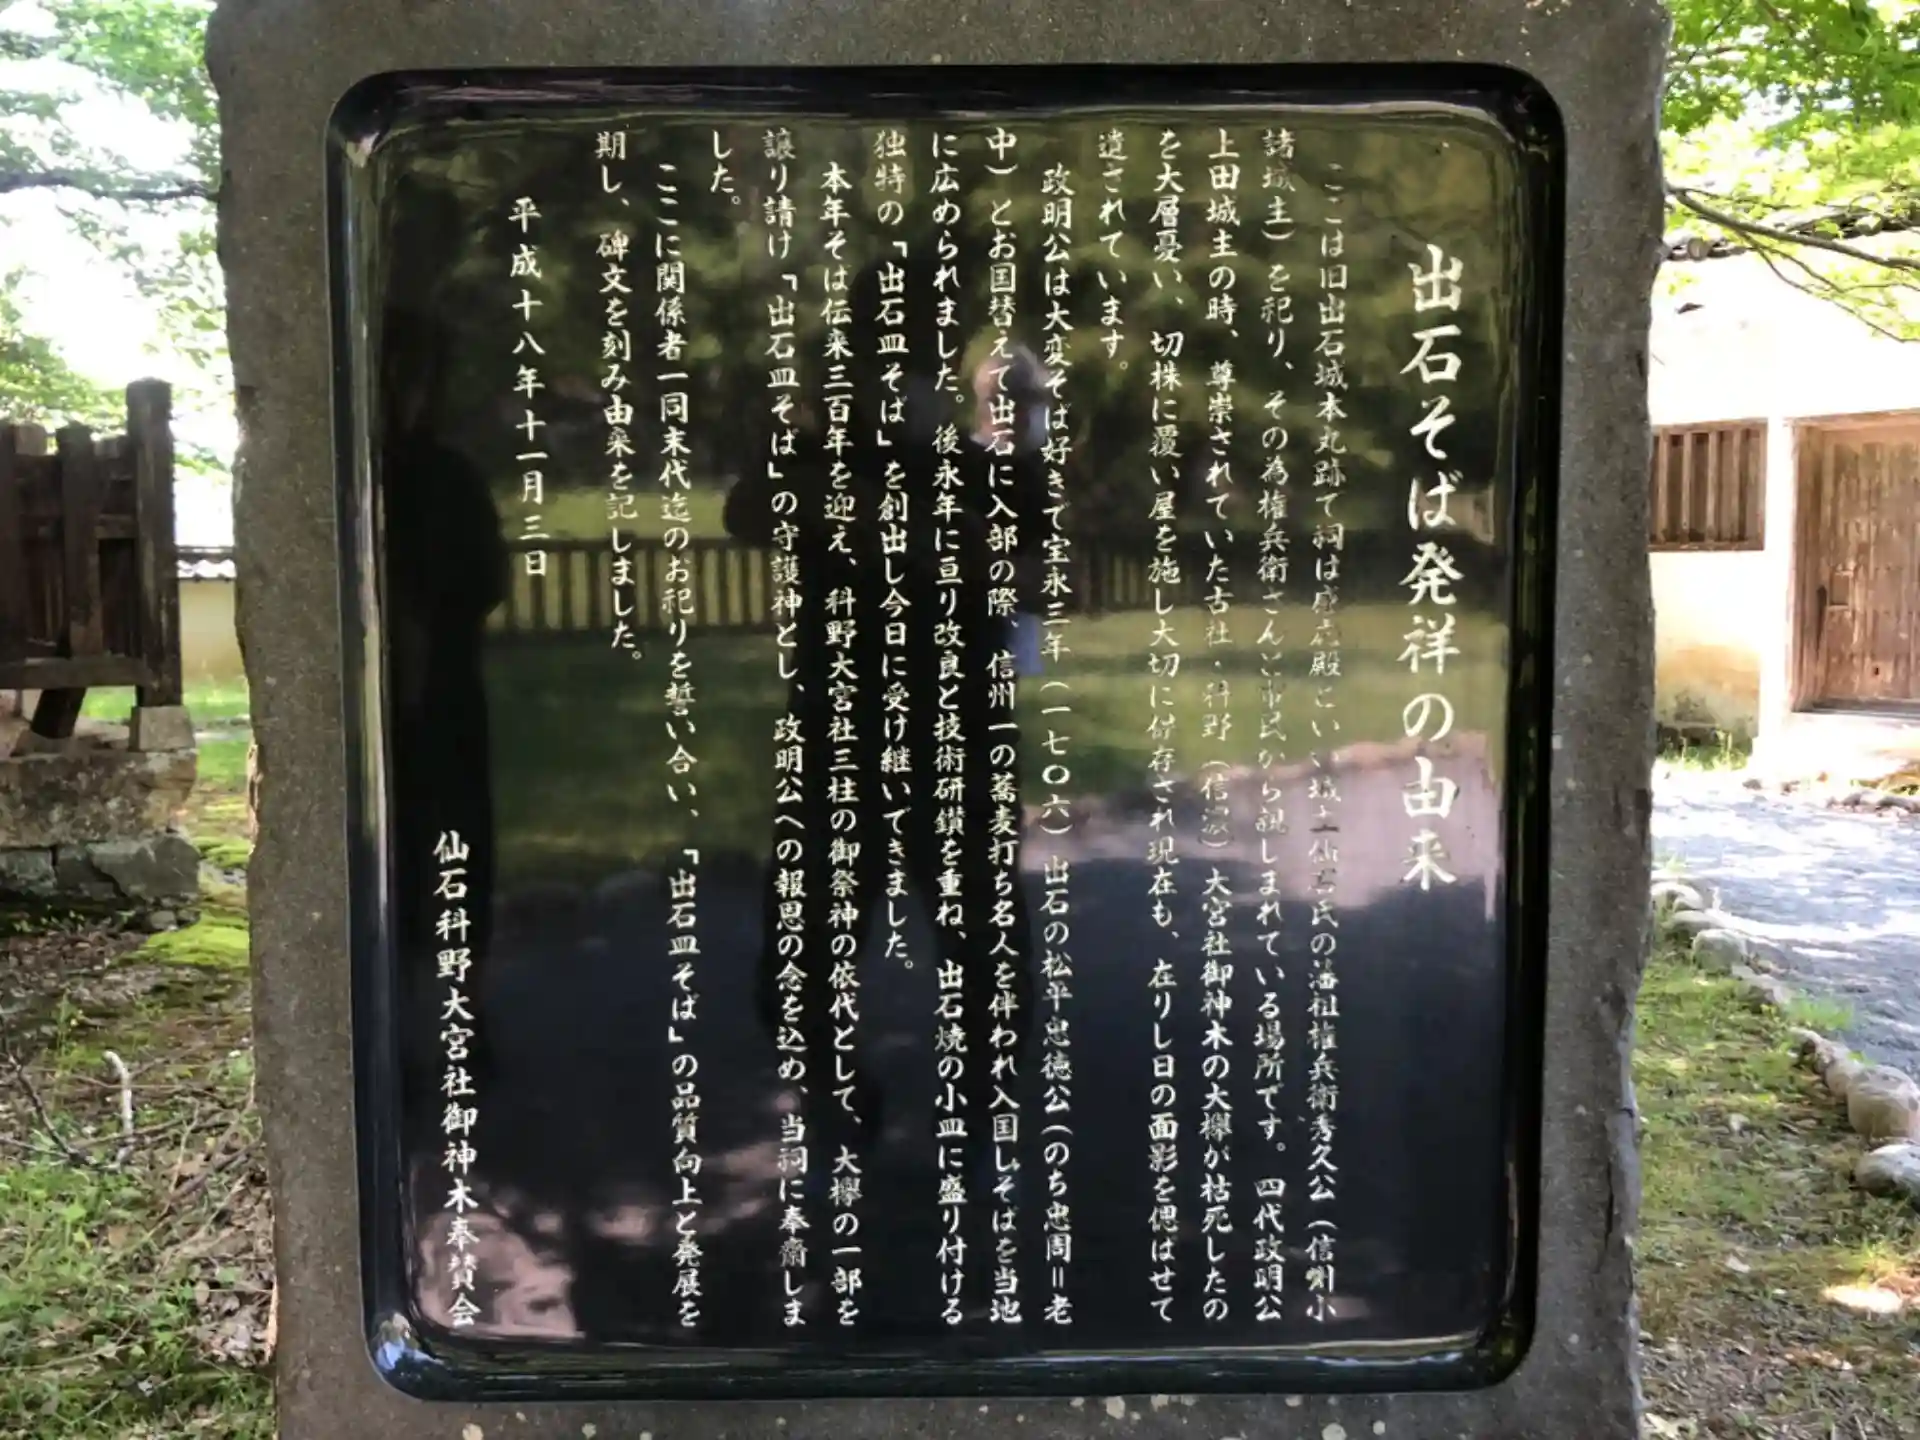 出石そば発祥の由来
ここは旧出石城本丸跡て祠は感応殿といい城主仙石氏の藩祖権兵衛秀久公（信州小
諸城主）を祀り、その為権兵衛さんと市民から親しまれている場所です。四代政明公
上田城主の時、尊崇されていた古社・科野（信濃）大宮社御神木の大欅が枯死したの
を大層憂い、切株に覆い屋を施し大切に併存され現在も、在りし日の面影を偲ばせて
遺されています。
政明公は大変そば好きで宝永三年（一七〇六）出石の松平忠徳公（のち忠周＝老
中）とお国替えて出石に入部の際、信州一の蕎麦打ち名人を伴われ入国しそばを当地
に広められました。後永年に亘り改良と技術研鑚を重ね、出石焼の小皿に盛り付ける
独特の「出石皿そば」を創出し今日に受け継いできました。
本年そば伝来三百年を迎え、科野大宮社三柱の御祭神の依代として、大欅の一部を
譲り請け「出石皿そば」の守護神とし、政明公への報恩の念を込め、当祠に奉齋しま
した。
ここに関係者一同末代迄のお祀りを誓い合い、「出石皿そば」の品質向上と発展を
期し、碑文を刻み由来を記しました。
平成十八年十一月三日
仙石科野大宮社御神木奉賛会